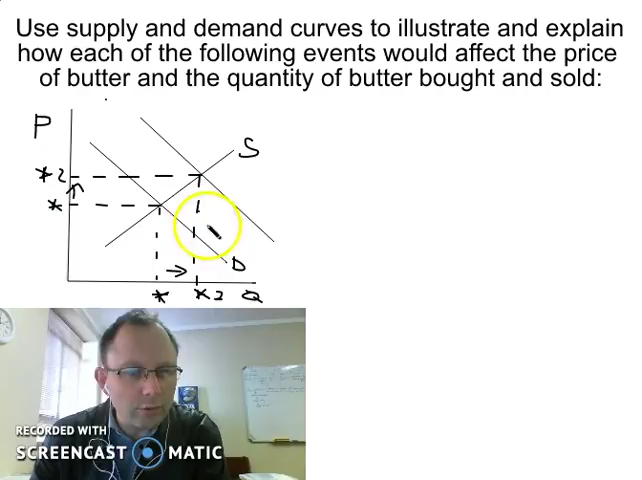 Use supply and demand curves to illustrate and explain
how each of the following events would affect the price
of butter and the quantity of butter bought and sold:
P
S
*2
*
D
* *2 Q
RECORDED WITH
SCREENCAST MATIC